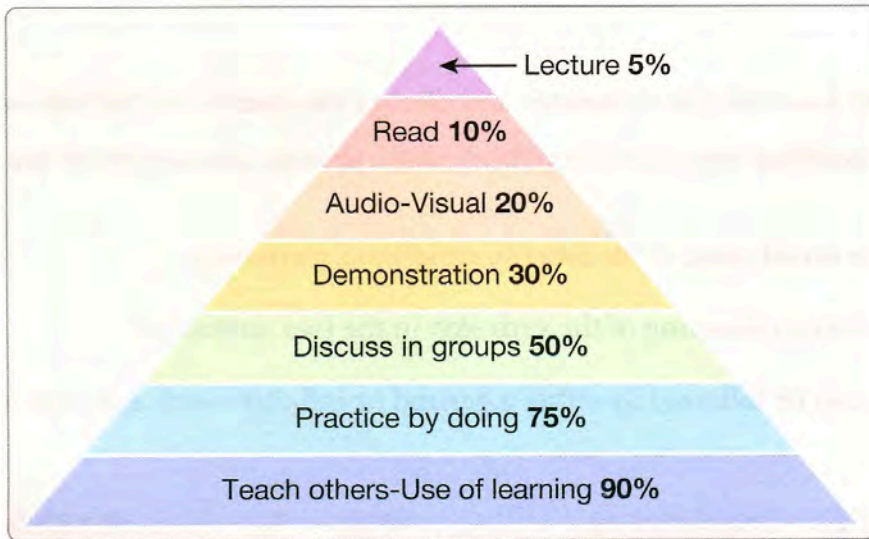 Lecture 5%
Read 10%
Audio-Visual 20%
Demonstration 30%
Discuss in groups 50%
Practice by doing 75%
Teach others-Use of learning 90%